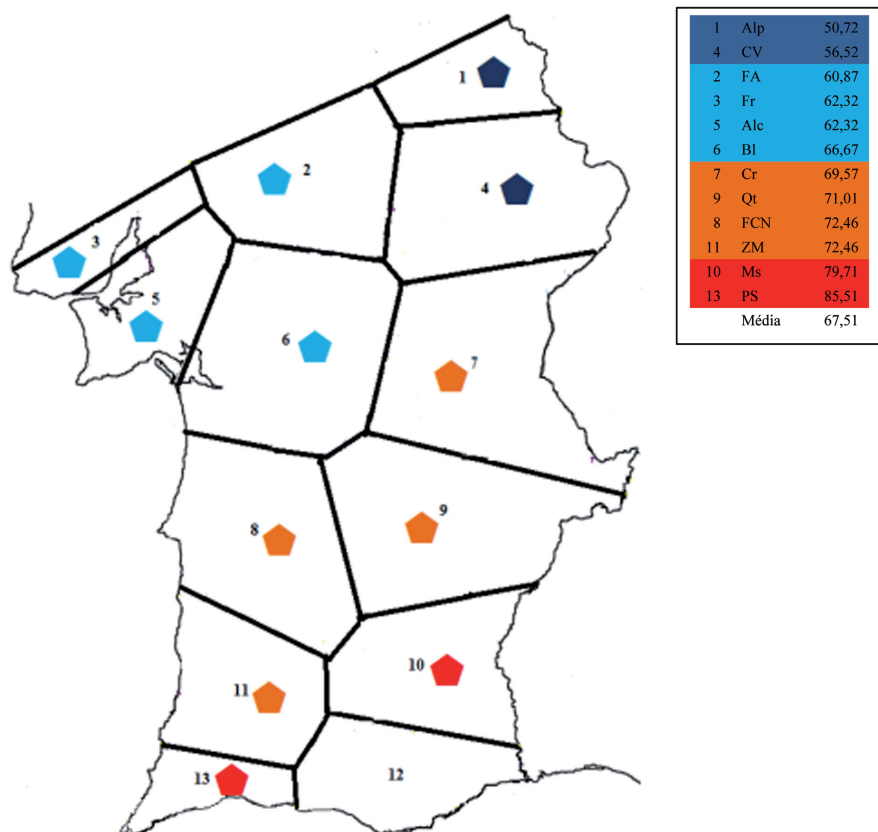 1 Alp 50,72
4 CV 56,52
2 FA 60,87
3 Fr 62,32
5 Alc 62,32
6 Bl 66,67
7 Cr 69,57
9 Qt 71,01
8 FCN 72,46
11 ZM 72,46
10 Ms 79,71
13 PS 85,51
Média 67,51
1
2
4
3
5
6
7
8
9
10
11
13
12